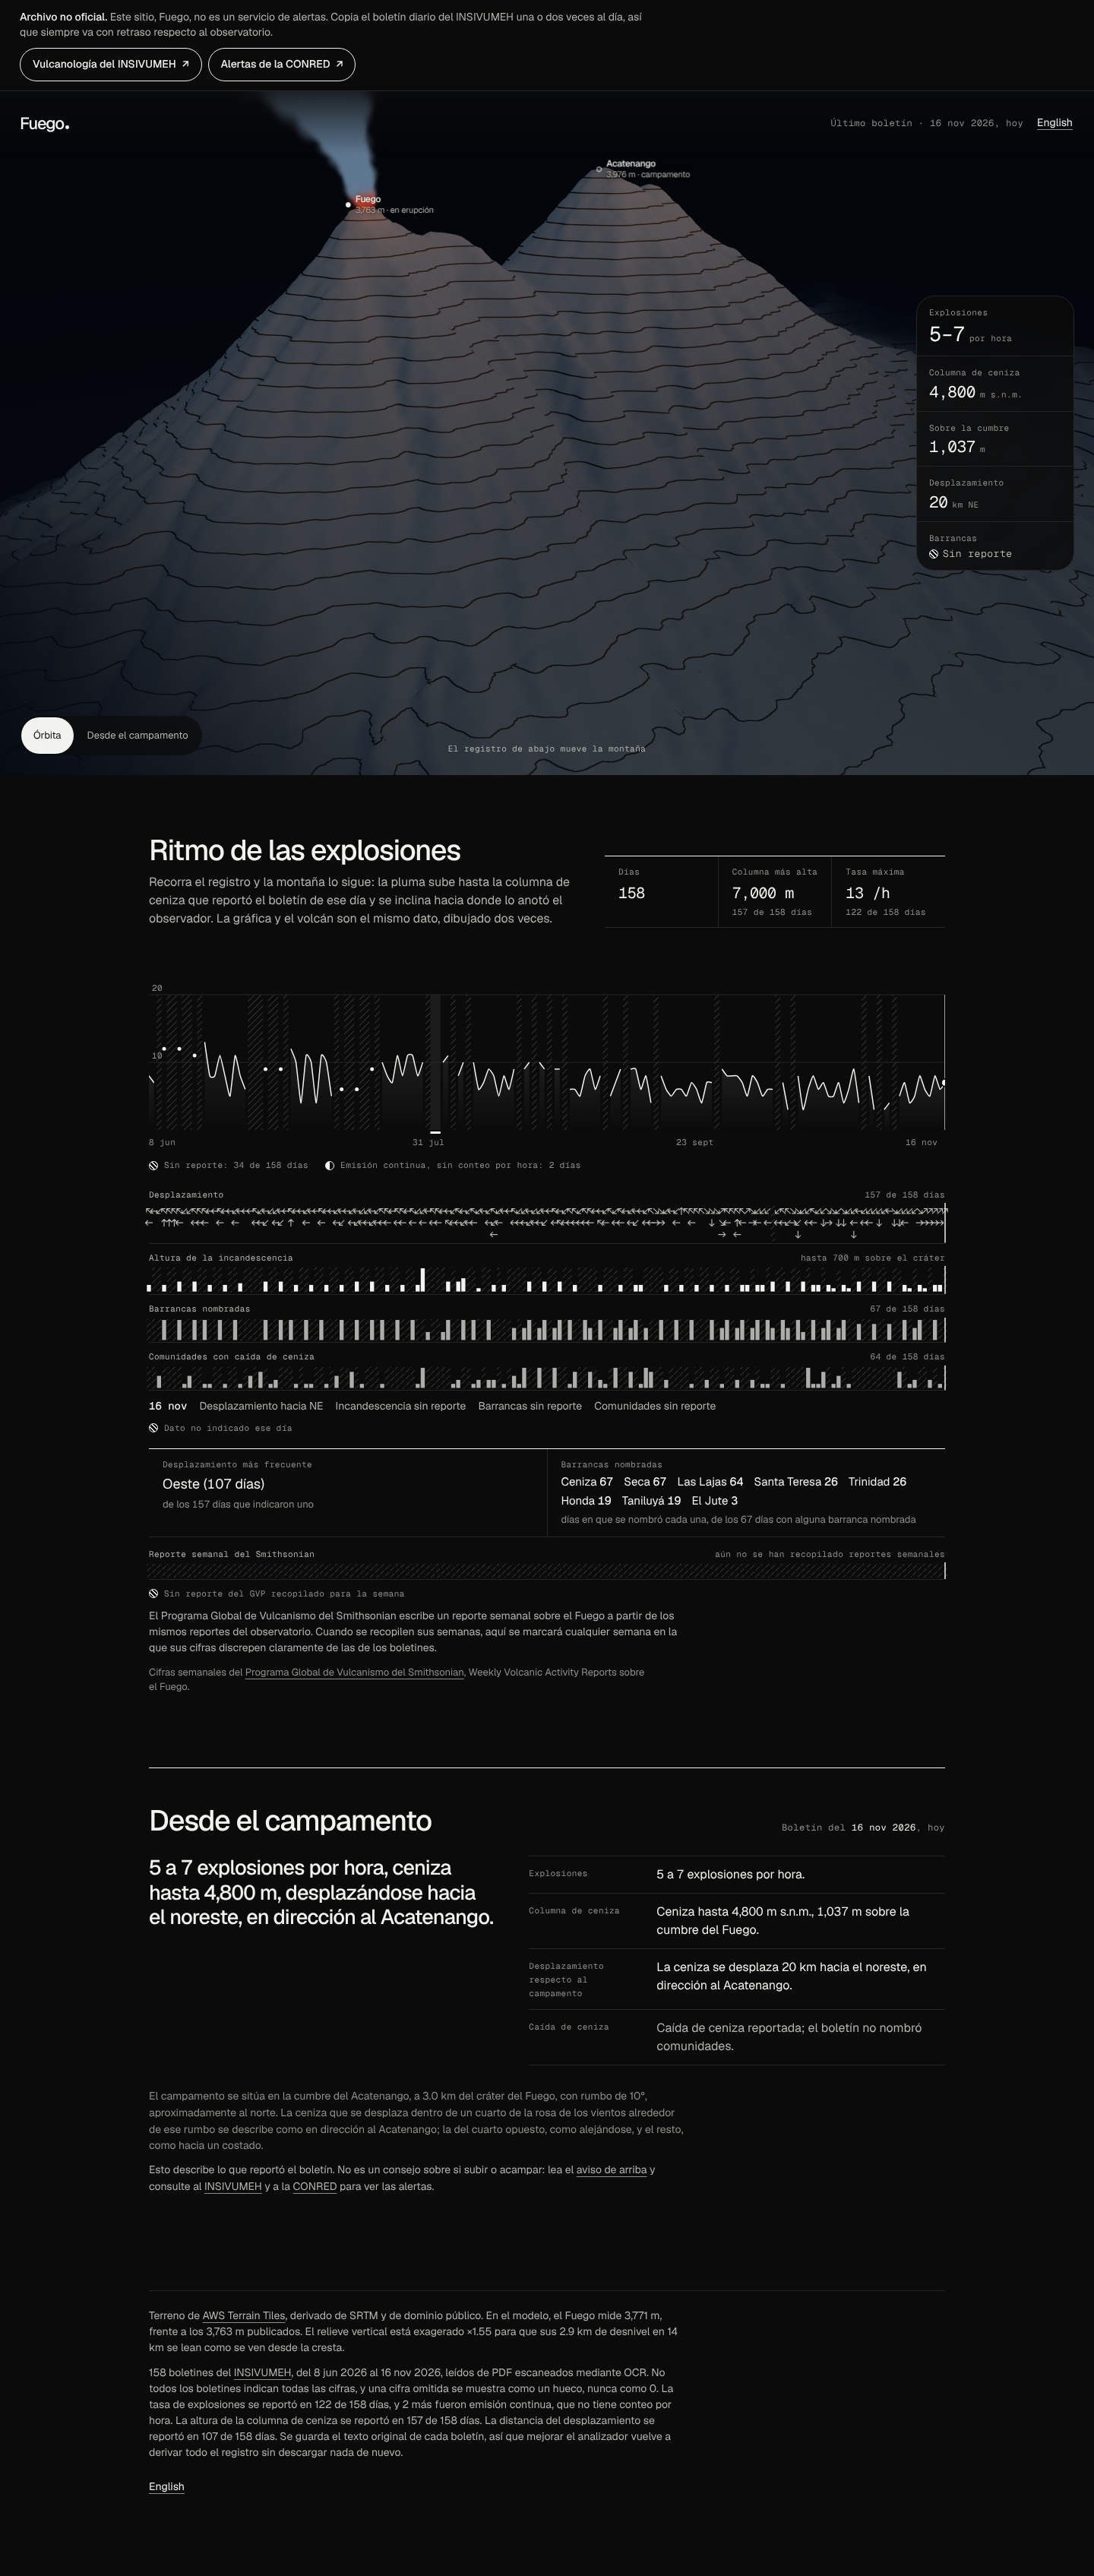 Archivo no oficial. Este sitio, Fuego, no es un servicio de alertas. Copia el boletín diario del INSIVUMEH una o dos veces al día, así
que siempre va con retraso respecto al observatorio.
Vulcanología del INSIVUMEH ↗
Alertas de la CONRED ↗
Fuego.
Último boletín · 16 nov 2026, hoy
English
Acatenango
3,976 m · campamento
Fuego
3,763 m · en erupción
Explosiones
5–7 por hora
Columna de ceniza
4,800 m s.n.m.
Sobre la cumbre
1,037 m
Desplazamiento
20 km NE
Barrancas
Sin reporte
Órbita
Desde el campamento
El registro de abajo mueve la montaña
Ritmo de las explosiones
Recorra el registro y la montaña lo sigue: la pluma sube hasta la columna de
ceniza que reportó el boletín de ese día y se inclina hacia donde lo anotó el
observador. La gráfica y el volcán son el mismo dato, dibujado dos veces.
Días
158
Columna más alta
7,000 m
157 de 158 días
Tasa máxima
13 /h
122 de 158 días
20
10
8 jun
31 jul
23 sept
16 nov
Sin reporte: 34 de 158 días
Emisión continua, sin conteo por hora: 2 días
Desplazamiento
157 de 158 días
Altura de la incandescencia
hasta 700 m sobre el cráter
Barrancas nombradas
67 de 158 días
Comunidades con caída de ceniza
64 de 158 días
16 nov Desplazamiento hacia NE Incandescencia sin reporte Barrancas sin reporte Comunidades sin reporte
Dato no indicado ese día
Desplazamiento más frecuente
Oeste (107 días)
de los 157 días que indicaron uno
Barrancas nombradas
Ceniza 67 Seca 67 Las Lajas 64 Santa Teresa 26 Trinidad 26
Honda 19 Taniluyá 19 El Jute 3
días en que se nombró cada una, de los 67 días con alguna barranca nombrada
Reporte semanal del Smithsonian
aún no se han recopilado reportes semanales
Sin reporte del GVP recopilado para la semana
El Programa Global de Vulcanismo del Smithsonian escribe un reporte semanal sobre el Fuego a partir de los
mismos reportes del observatorio. Cuando se recopilen sus semanas, aquí se marcará cualquier semana en la
que sus cifras discrepen claramente de las de los boletines.
Cifras semanales del Programa Global de Vulcanismo del Smithsonian, Weekly Volcanic Activity Reports sobre
el Fuego.
Desde el campamento
Boletín del 16 nov 2026, hoy
5 a 7 explosiones por hora, ceniza
hasta 4,800 m, desplazándose hacia
el noreste, en dirección al Acatenango.
Explosiones
5 a 7 explosiones por hora.
Columna de ceniza
Ceniza hasta 4,800 m s.n.m., 1,037 m sobre la
cumbre del Fuego.
Desplazamiento
respecto al
campamento
La ceniza se desplaza 20 km hacia el noreste, en
dirección al Acatenango.
Caída de ceniza
Caída de ceniza reportada; el boletín no nombró
comunidades.
El campamento se sitúa en la cumbre del Acatenango, a 3.0 km del cráter del Fuego, con rumbo de 10°,
aproximadamente al norte. La ceniza que se desplaza dentro de un cuarto de la rosa de los vientos alrededor
de ese rumbo se describe como en dirección al Acatenango; la del cuarto opuesto, como alejándose, y el resto,
como hacia un costado.
Esto describe lo que reportó el boletín. No es un consejo sobre si subir o acampar: lea el aviso de arriba y
consulte al INSIVUMEH y a la CONRED para ver las alertas.
Terreno de AWS Terrain Tiles, derivado de SRTM y de dominio público. En el modelo, el Fuego mide 3,771 m,
frente a los 3,763 m publicados. El relieve vertical está exagerado ×1.55 para que sus 2.9 km de desnivel en 14
km se lean como se ven desde la cresta.
158 boletines del INSIVUMEH, del 8 jun 2026 al 16 nov 2026, leídos de PDF escaneados mediante OCR. No
todos los boletines indican todas las cifras, y una cifra omitida se muestra como un hueco, nunca como 0. La
tasa de explosiones se reportó en 122 de 158 días, y 2 más fueron emisión continua, que no tiene conteo por
hora. La altura de la columna de ceniza se reportó en 157 de 158 días. La distancia del desplazamiento se
reportó en 107 de 158 días. Se guarda el texto original de cada boletín, así que mejorar el analizador vuelve a
derivar todo el registro sin descargar nada de nuevo.
English